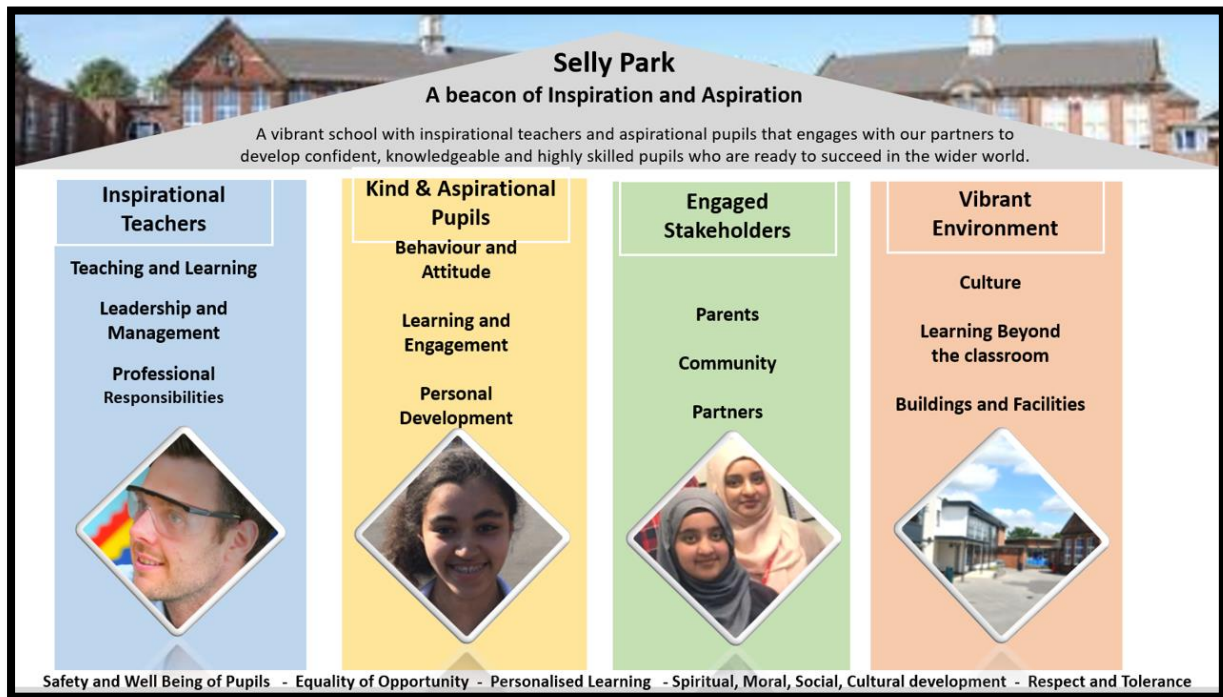 Selly Park
A beacon of Inspiration and Aspiration
A vibrant school with inspirational teachers and aspirational pupils that engages with our partners to
develop confident, knowledgeable and highly skilled pupils who are ready to succeed in the wider world.
Inspirational
Teachers
Teaching and Learning
Leadership and
Management
Professional
Responsibilities
Kind & Aspirational
Pupils
Behaviour and
Attitude
Learning and
Engagement
Personal
Development
Engaged
Stakeholders
Parents
Community
Partners
Vibrant
Environment
Culture
Learning Beyond
the classroom
Buildings and Facilities
Safety and Well Being of Pupils - Equality of Opportunity - Personalised Learning - Spiritual, Moral, Social, Cultural development - Respect and Tolerance